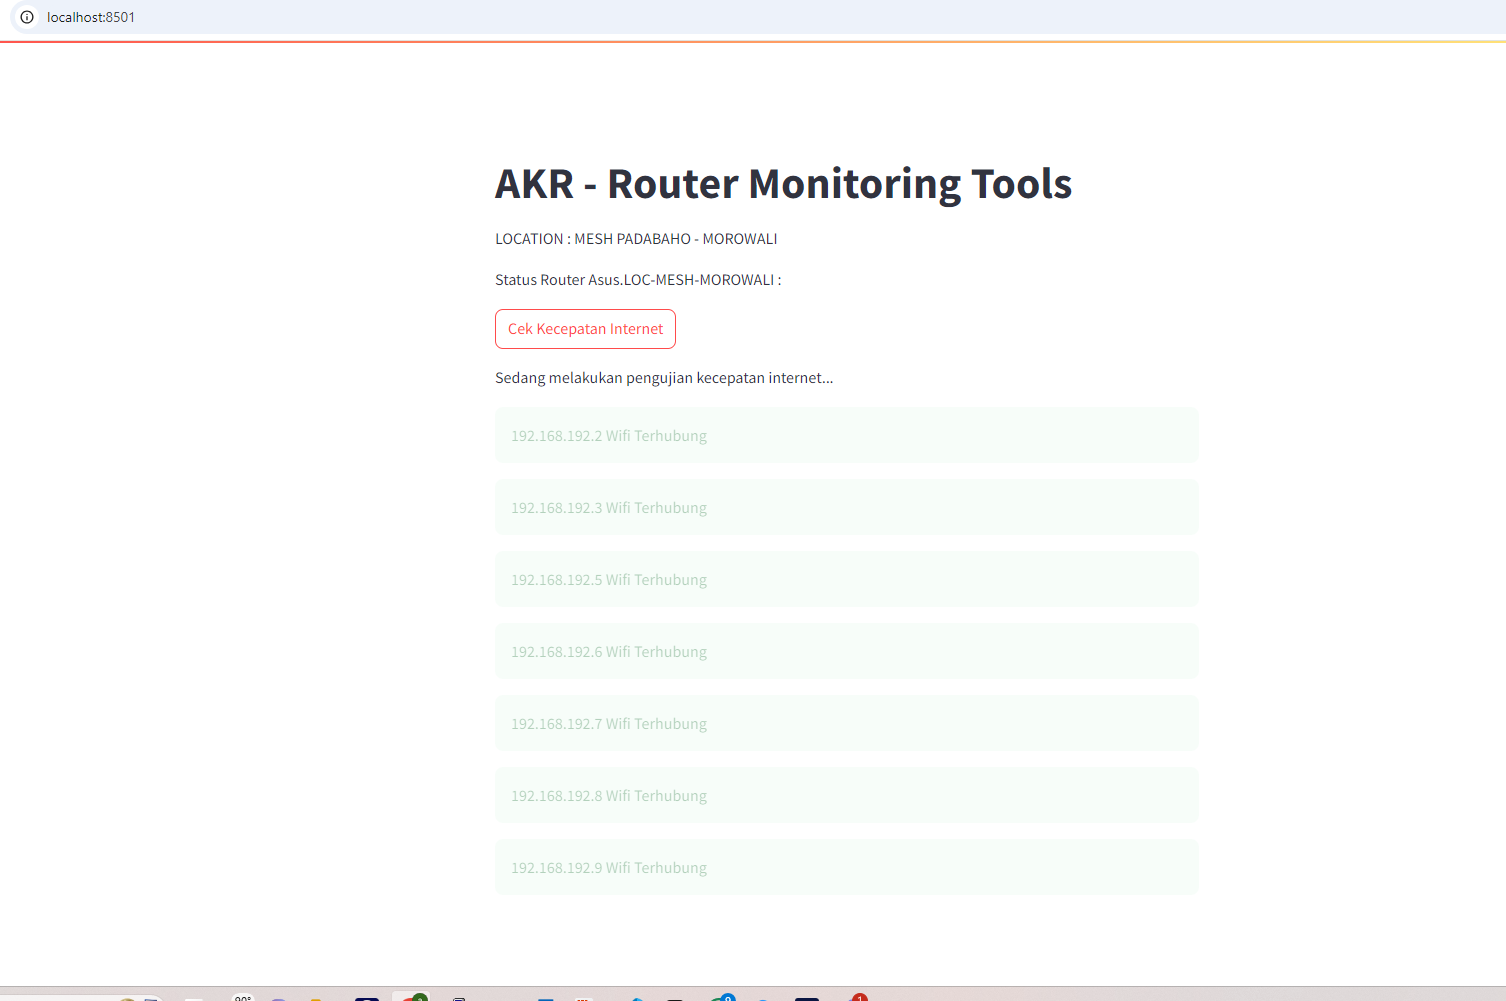 localhost:8501
AKR - Router Monitoring Tools
LOCATION : MESH PADABAHO - MOROWALI
Status Router Asus.LOC-MESH-MOROWALI :
Cek Kecepatan Internet
Sedang melakukan pengujian kecepatan internet...
192.168.192.2 Wifi Terhubung
192.168.192.3 Wifi Terhubung
192.168.192.5 Wifi Terhubung
192.168.192.6 Wifi Terhubung
192.168.192.7 Wifi Terhubung
192.168.192.8 Wifi Terhubung
192.168.192.9 Wifi Terhubung
90°